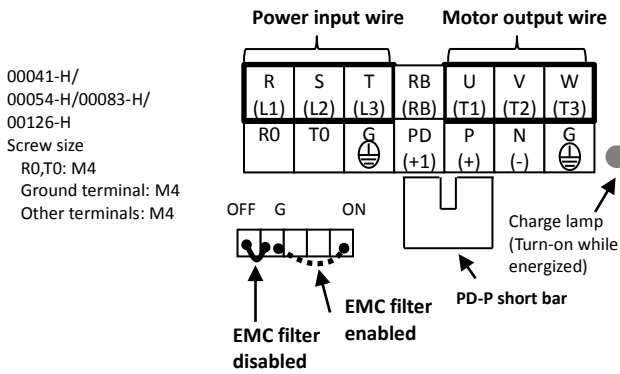 Power input wire Motor output wire
00041-H/
00054-H/00083-H/
00126-H
Screw size
R0,T0: M4
Ground terminal: M4
Other terminals: M4
R S T RB U V W
(L1) (L2) (L3) (RB) (T1) (T2) (T3)
R0 T0 G PD P N G
(+1) (+) (-)
OFF G ON
Charge lamp
(Turn-on while
energized)
PD-P short bar
EMC filter
enabled
EMC filter
disabled